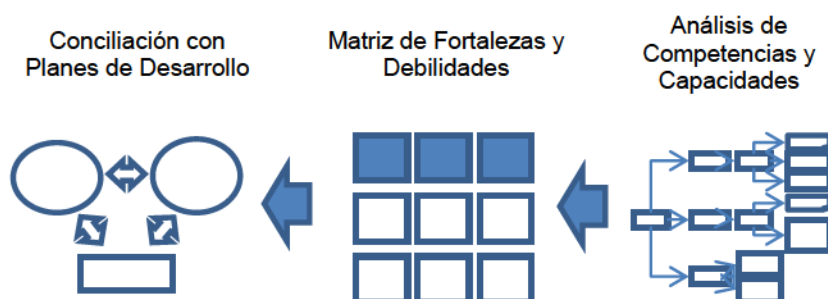 Conciliación con
Planes de Desarrollo
Matriz de Fortalezas y
Debilidades
Análisis de
Competencias y
Capacidades